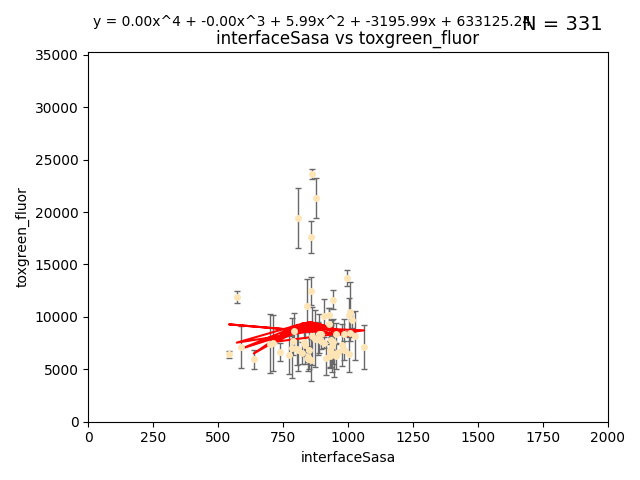 y = 0.00x^4 + -0.00x^3 + 5.99x^2 + -3195.99x + 633125.24
N = 331
interfaceSasa vs toxgreen_fluor
35000
30000
25000
20000
15000
10000
5000
0
toxgreen_fluor
0 250 500 750 1000 1250 1500 1750 2000
interfaceSasa